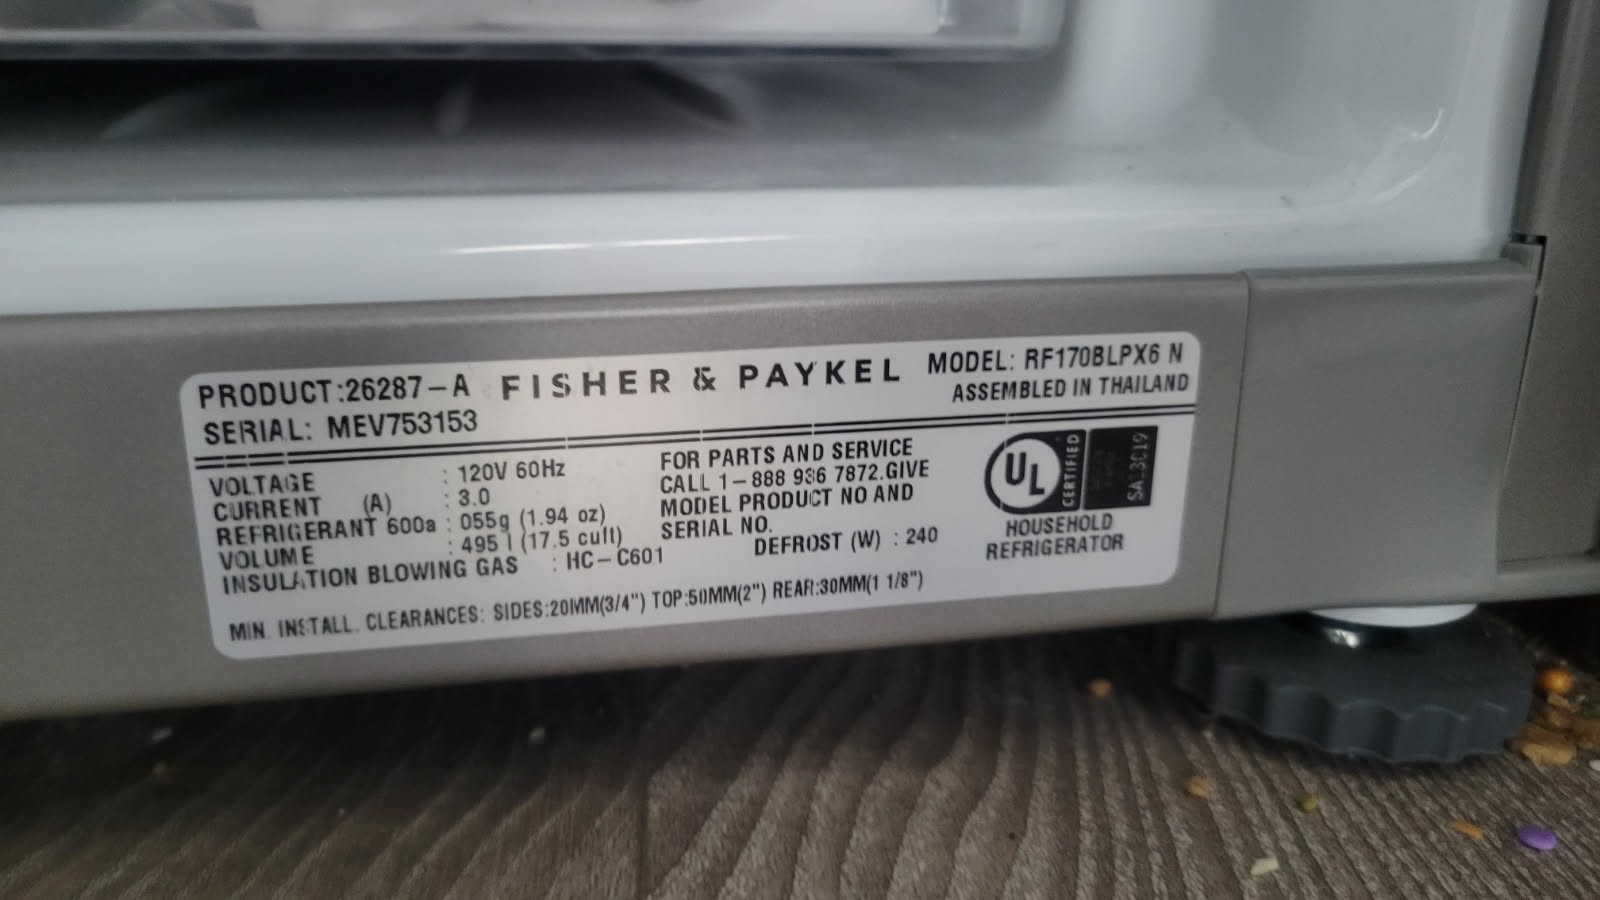 PRODUCT:26287-A FISHER & PAYKEL MODEL: RF170BLPX6 N
SERIAL: MEV753153 ASSEMBLED IN THAILAND
VOLTAGE : 120V 60Hz
CURRENT (A) : 3.0
REFRIGERANT 600a : 055g (1.94 oz)
VOLUME : 495 l (17.5 cuft)
INSULATION BLOWING GAS : HC-C601
FOR PARTS AND SERVICE
CALL 1-888 936 7872.GIVE
MODEL PRODUCT NO AND
SERIAL NO.
DEFROST (W) : 240
UL
CERTIFIED
SA13C19
HOUSEHOLD
REFRIGERATOR
MIN. INSTALL. CLEARANCES: SIDES:20MM(3/4") TOP:50MM(2") REAR:30MM(1 1/8")